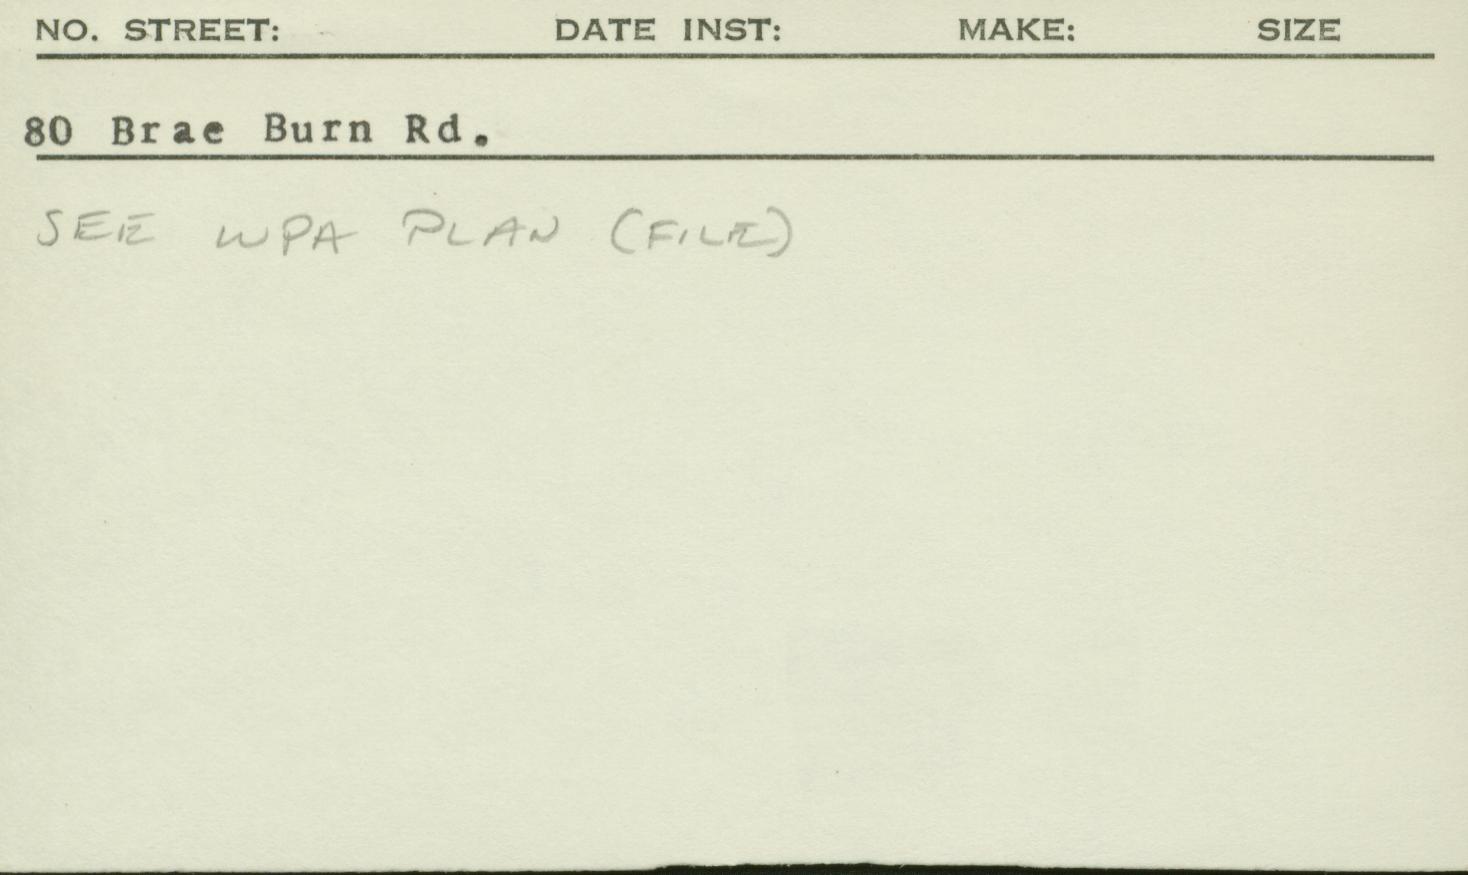 NO. STREET: DATE INST: MAKE: SIZE
80 Brae Burn Rd.
SEE WPA PLAN (FILE)